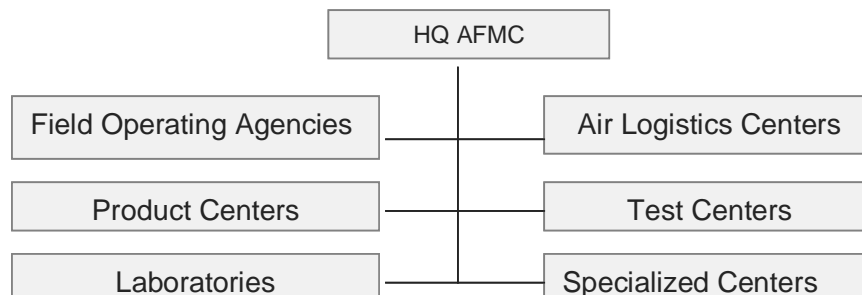 HQ AFMC
Field Operating Agencies
Air Logistics Centers
Product Centers
Test Centers
Laboratories
Specialized Centers